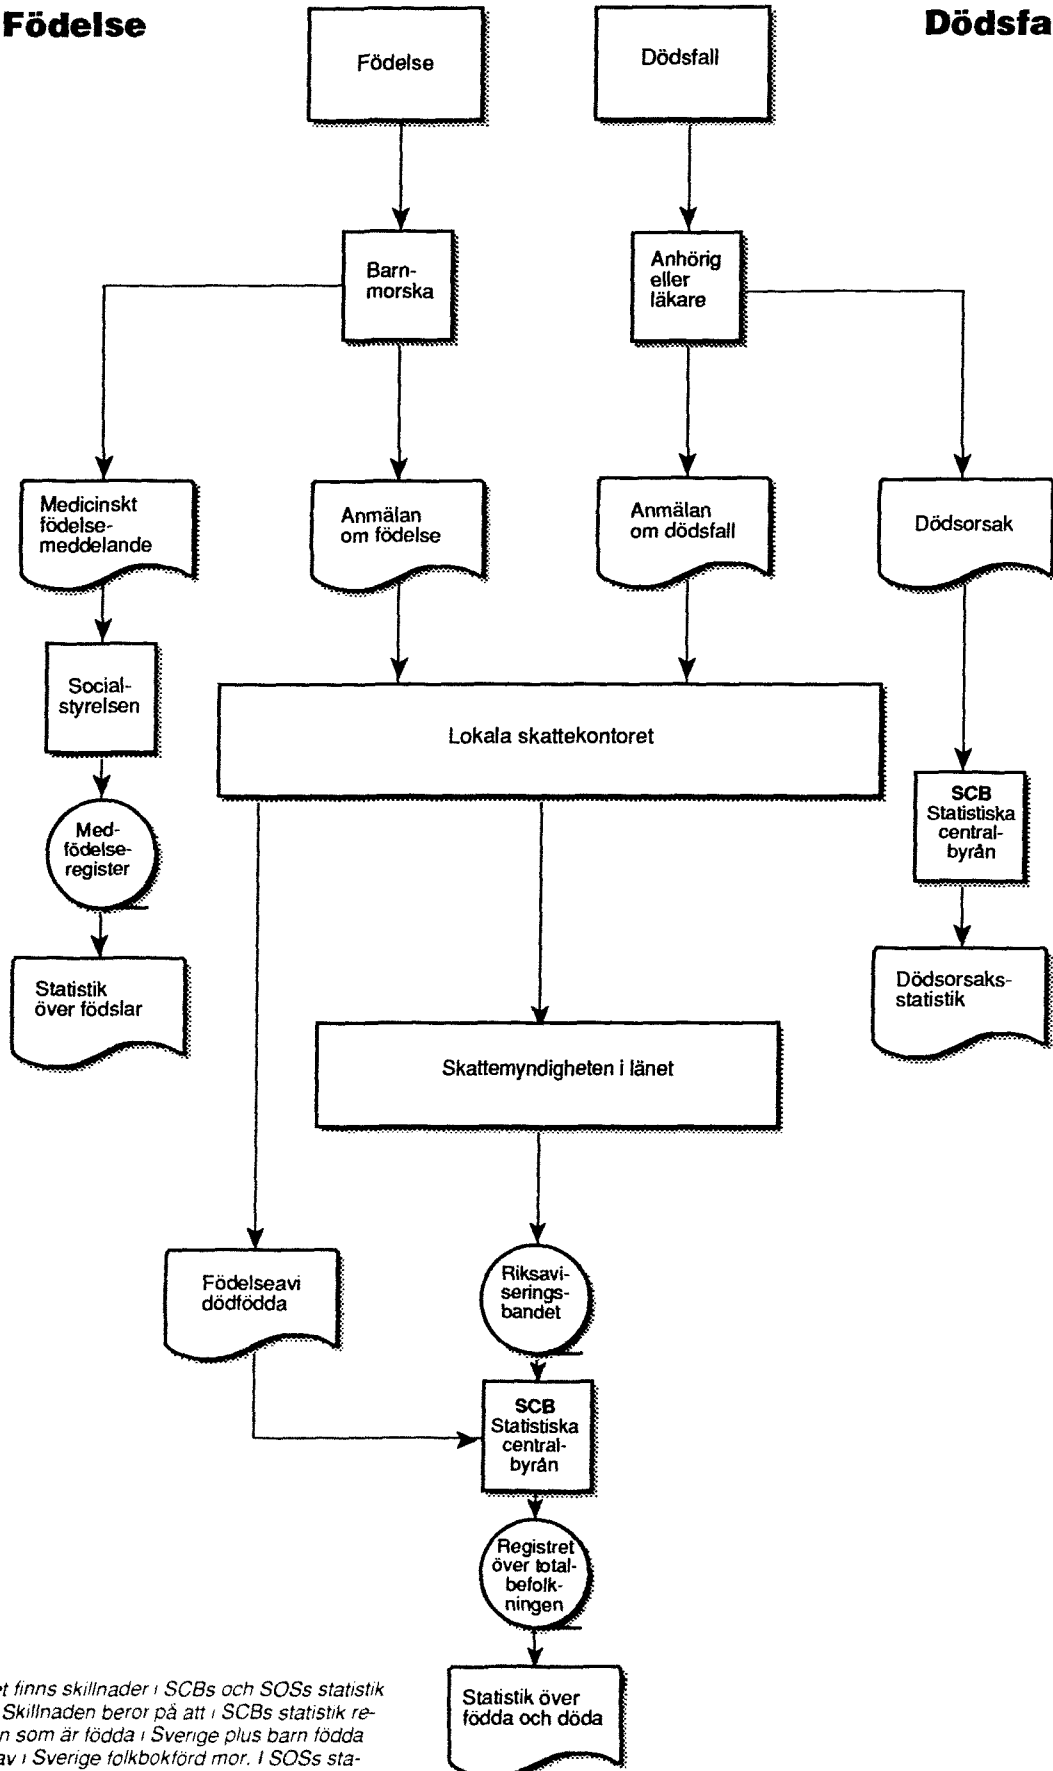 Födelse
Dödsfa
Födelse
Dödsfall
Barn-
morska
Anhörig
eller
läkare
Medicinskt
födelse-
meddelande
Anmälan
om födelse
Anmälan
om dödsfall
Dödsorsak
Social-
styrelsen
Lokala skattekontoret
Med-
födelse-
register
SCB
Statistiska
central-
byrån
Statistik
över födslar
Dödsorsaks-
statistik
Skattemyndigheten i länet
Födelseavi
dödfödda
Riksavi-
serings-
bandet
SCB
Statistiska
central-
byrån
Registret
över total-
befolk-
ningen
Statistik över
födda och döda
et finns skillnader i SCBs och SOSs statistik
Skillnaden beror på att i SCBs statistik re-
n som är födda i Sverige plus barn födda
av i Sverige folkbokförd mor. I SOSs sta-